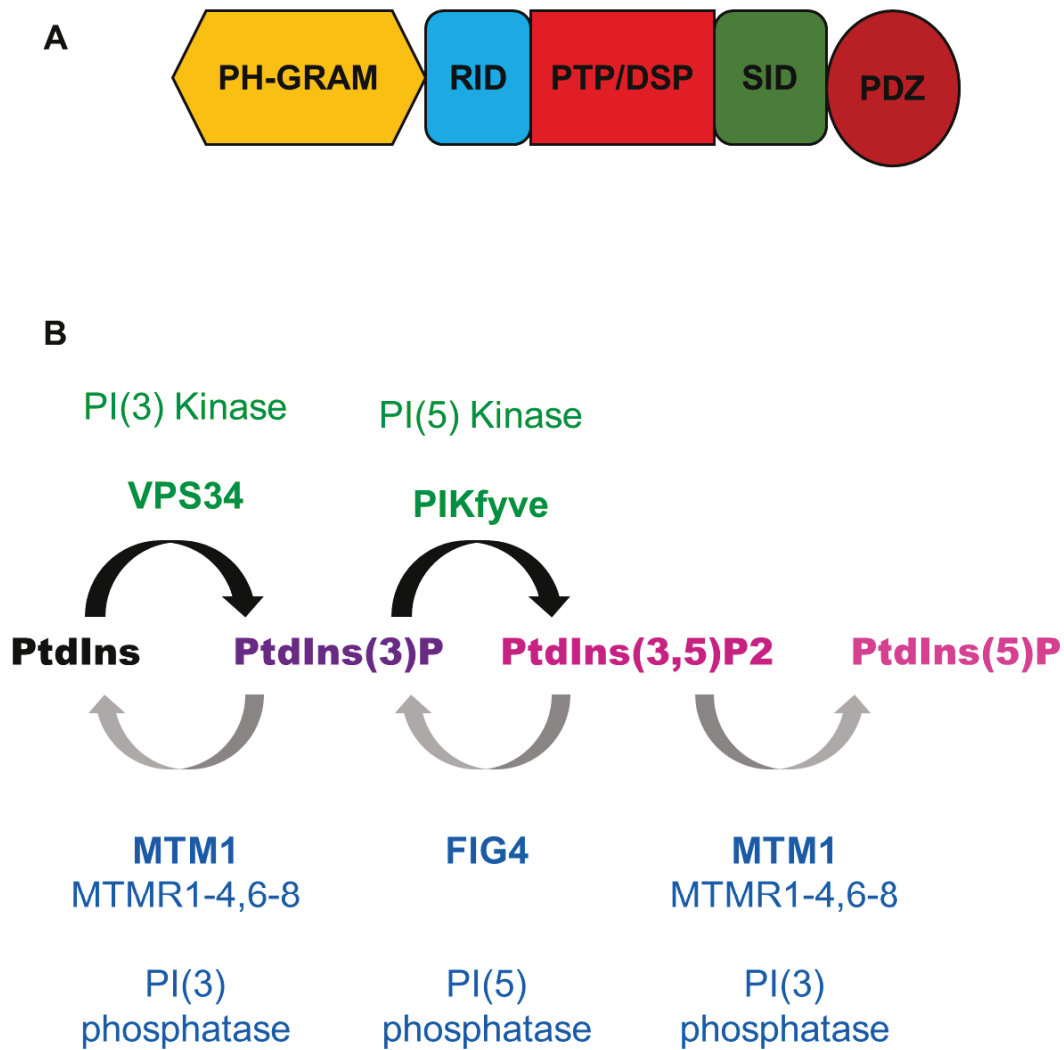 A
PH-GRAM RID PTP/DSP SID PDZ
B
PI(3) Kinase PI(5) Kinase
VPS34 PIKfyve
PtdIns PtdIns(3)P PtdIns(3,5)P2 PtdIns(5)P
MTM1 FIG4 MTM1
MTMR1-4,6-8 MTMR1-4,6-8
PI(3) PI(5) PI(3)
phosphatase phosphatase phosphatase